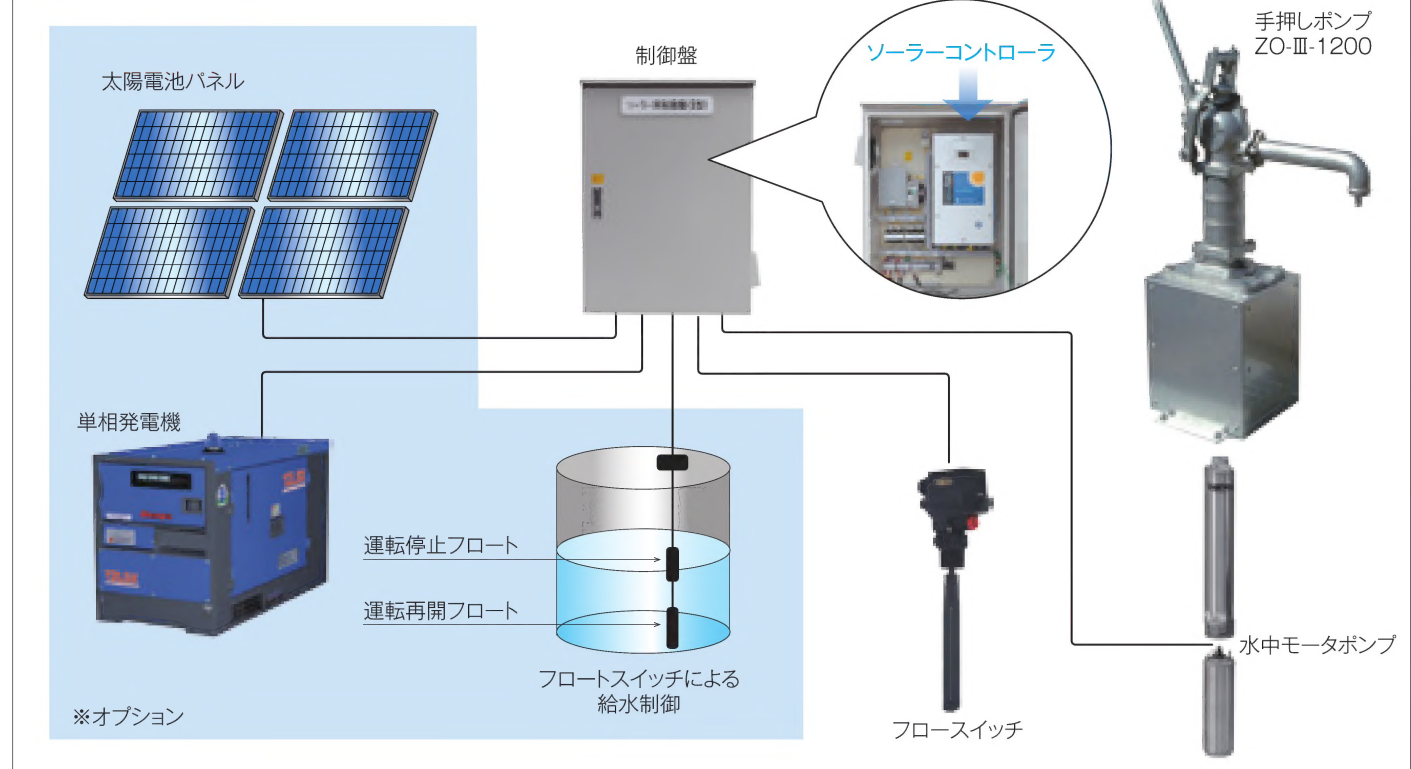 手押しポンプ
ZO-Ⅲ-1200
制御盤
ソーラーコントローラ
太陽電池パネル
単相発電機
運転停止フロート
運転再開フロート
フロートスイッチによる
給水制御
水中モータポンプ
フロースイッチ
※オプション